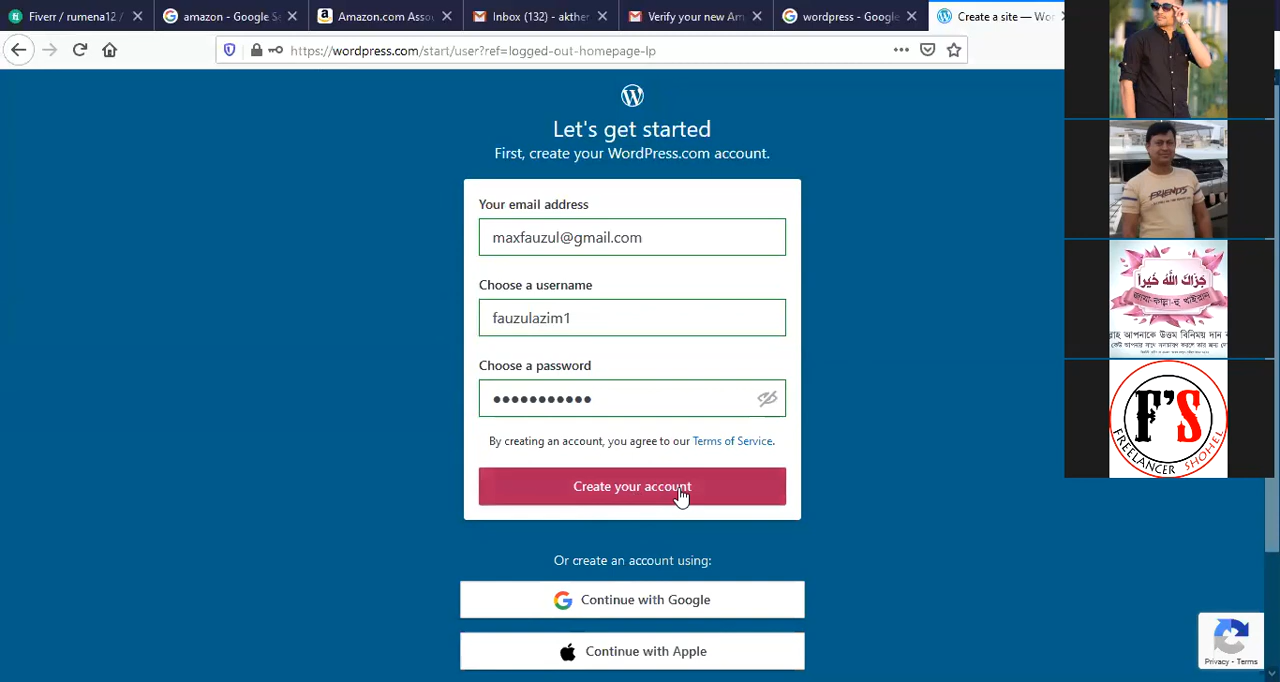 Fiverr / rumena12 /
amazon - Google Se
Amazon.com Asso
Inbox (132) - akther
Verify your new Am
wordpress - Google
Create a site — Wor
https://wordpress.com/start/user?ref=logged-out-homepage-lp
Let's get started
First, create your WordPress.com account.
Your email address
maxfauzul@gmail.com
Choose a username
fauzulazim1
Choose a password
•••••••••••
By creating an account, you agree to our Terms of Service.
Create your account
Or create an account using:
Continue with Google
Continue with Apple
FRIENDS
جَزَاكَ اللَّهُ خَيْرًا
F'S
FREELANCER SHOHEL
Privacy - Terms